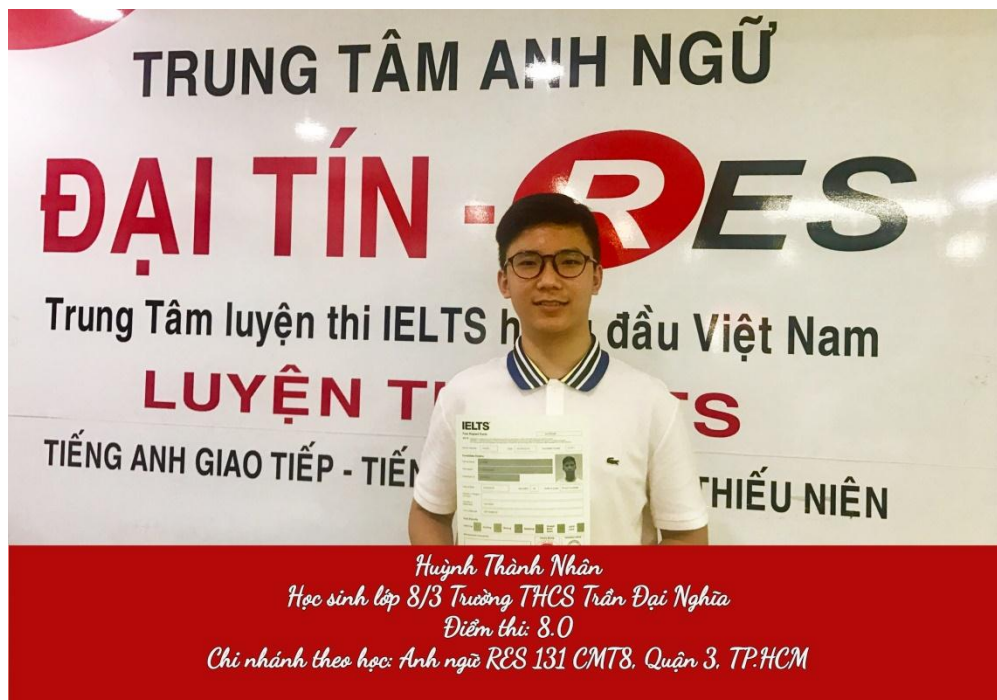 TRUNG TÂM ANH NGỮ
ĐẠI TÍN - RES
Trung Tâm luyện thi IELTS đầu Việt Nam
LUYỆN
TIẾNG ANH GIAO TIẾP - THIẾU NIÊN
IELTS
Huỳnh Thành Nhân
Học sinh lớp 8/3 Trường THCS Trần Đại Nghĩa
Điểm thi: 8.0
Chi nhánh theo học: Anh ngữ RES 131 CMT8, Quận 3, TP.HCM